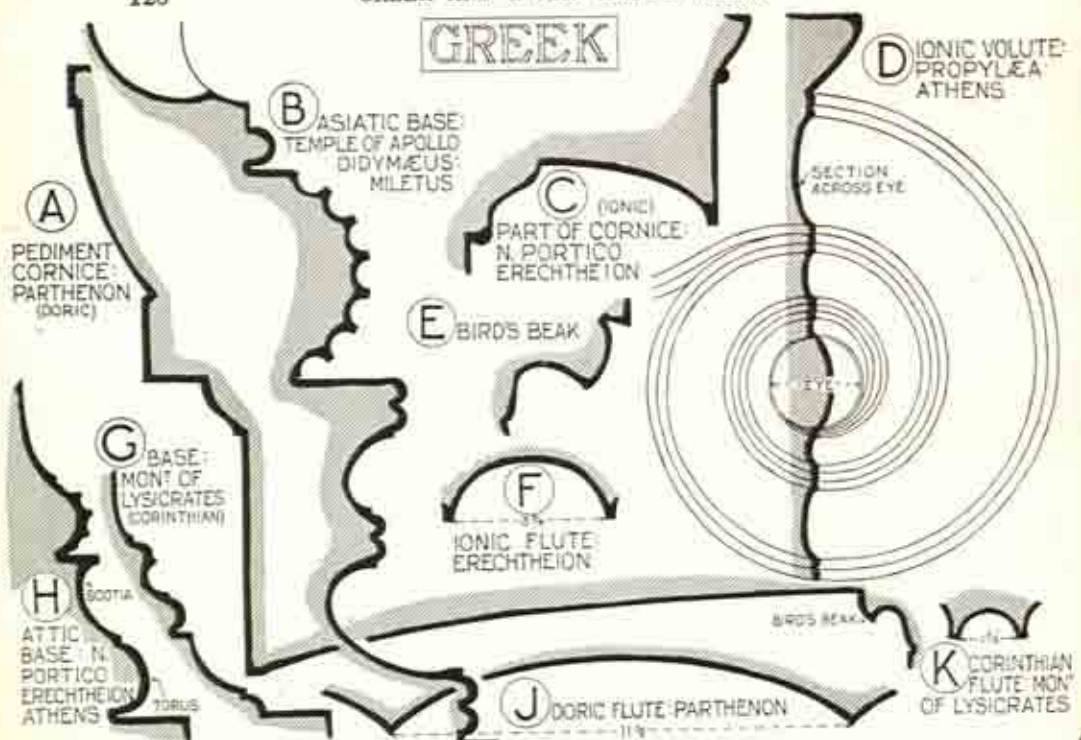 GREEK
A
PEDIMENT
CORNICE:
PARTHENON
(DORIC)
B
ASIATIC BASE:
TEMPLE OF APOLLO
DIDYMÆUS:
MILETUS
C
(IONIC)
PART OF CORNICE:
N. PORTICO
ERECHTHEION
D
IONIC VOLUTE:
PROPYLÆA:
ATHENS
SECTION
ACROSS EYE
EYE
E
BIRD'S BEAK
F
IONIC FLUTE
ERECHTHEION
G
BASE:
MONT OF
LYSICRATES
(CORINTHIAN)
H
SCOTIA
ATTIC
BASE: N.
PORTICO
ERECHTHEION
ATHENS
TORUS
J
DORIC FLUTE: PARTHENON
BIRD'S BEAK
K
CORINTHIAN
FLUTE: MONT
OF LYSICRATES